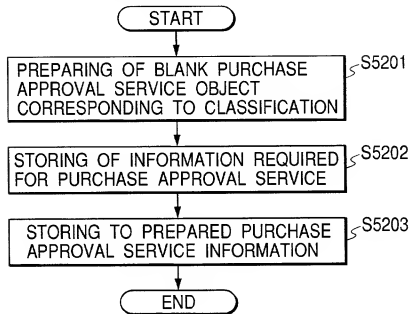 START
PREPARING OF BLANK PURCHASE
APPROVAL SERVICE OBJECT
CORRESPONDING TO CLASSIFICATION
S5201
STORING OF INFORMATION REQUIRED
FOR PURCHASE APPROVAL SERVICE
S5202
STORING TO PREPARED PURCHASE
APPROVAL SERVICE INFORMATION
S5203
END